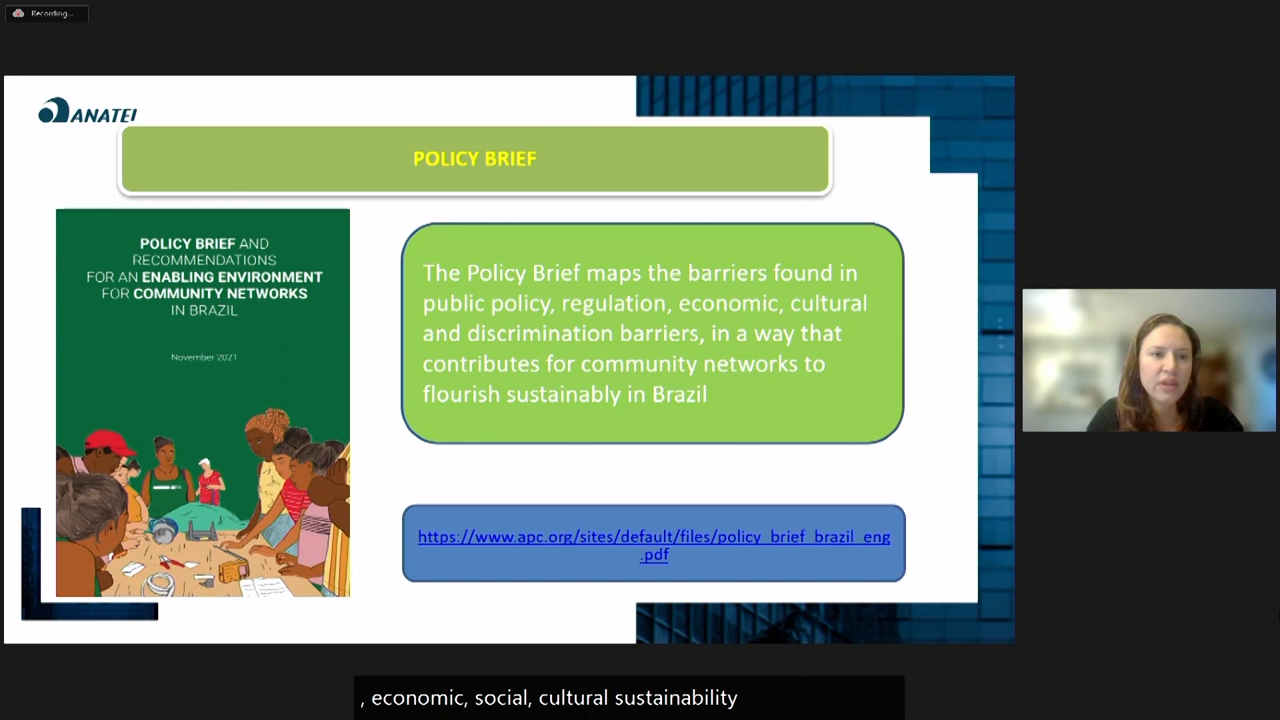 Recording...
ANATEL
POLICY BRIEF
POLICY BRIEF AND
RECOMMENDATIONS
FOR AN ENABLING ENVIRONMENT
FOR COMMUNITY NETWORKS
IN BRAZIL
November 2021
The Policy Brief maps the barriers found in
public policy, regulation, economic, cultural
and discrimination barriers, in a way that
contributes for community networks to
flourish sustainably in Brazil
https://www.apc.org/sites/default/files/policy_brief_brazil_eng
.pdf
, economic, social, cultural sustainability